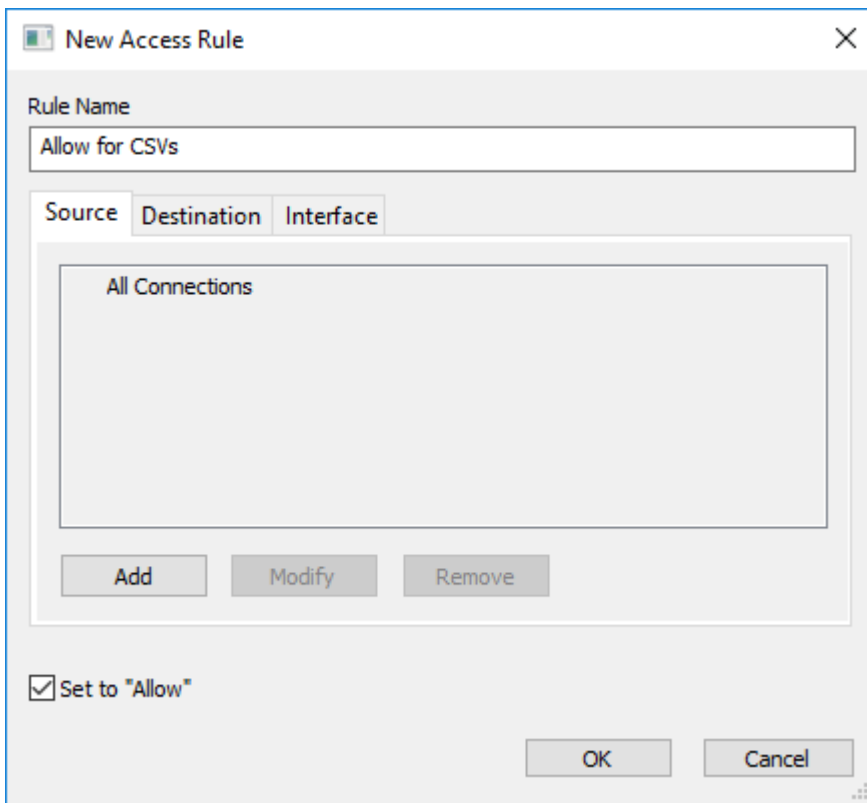 New Access Rule
Rule Name
Allow for CSVs
Source Destination Interface
All Connections
Add Modify Remove
Set to "Allow"
OK Cancel